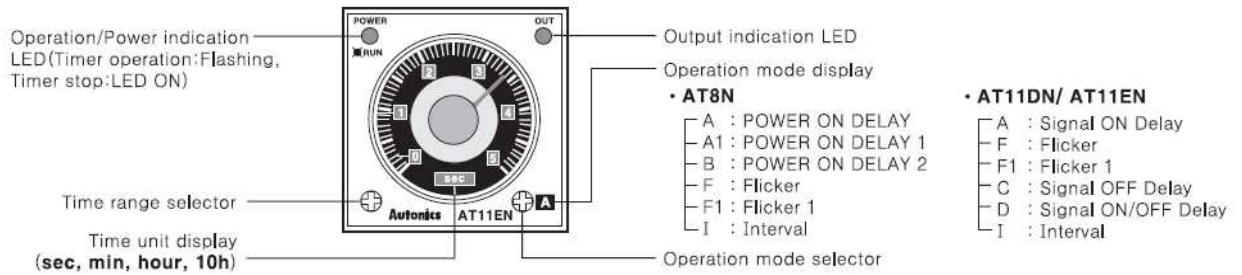 POWER
OUT
RUN
Operation/Power indication
LED(Timer operation:Flashing,
Timer stop:LED ON)
0
1
2
3
4
5
sec
Autonics AT11EN
A
Time range selector
Time unit display
(sec, min, hour, 10h)
Output indication LED
Operation mode display
• AT8N
A : POWER ON DELAY
A1 : POWER ON DELAY 1
B : POWER ON DELAY 2
F : Flicker
F1 : Flicker 1
I : Interval
• AT11DN/ AT11EN
A : Signal ON Delay
F : Flicker
F1 : Flicker 1
C : Signal OFF Delay
D : Signal ON/OFF Delay
I : Interval
Operation mode selector